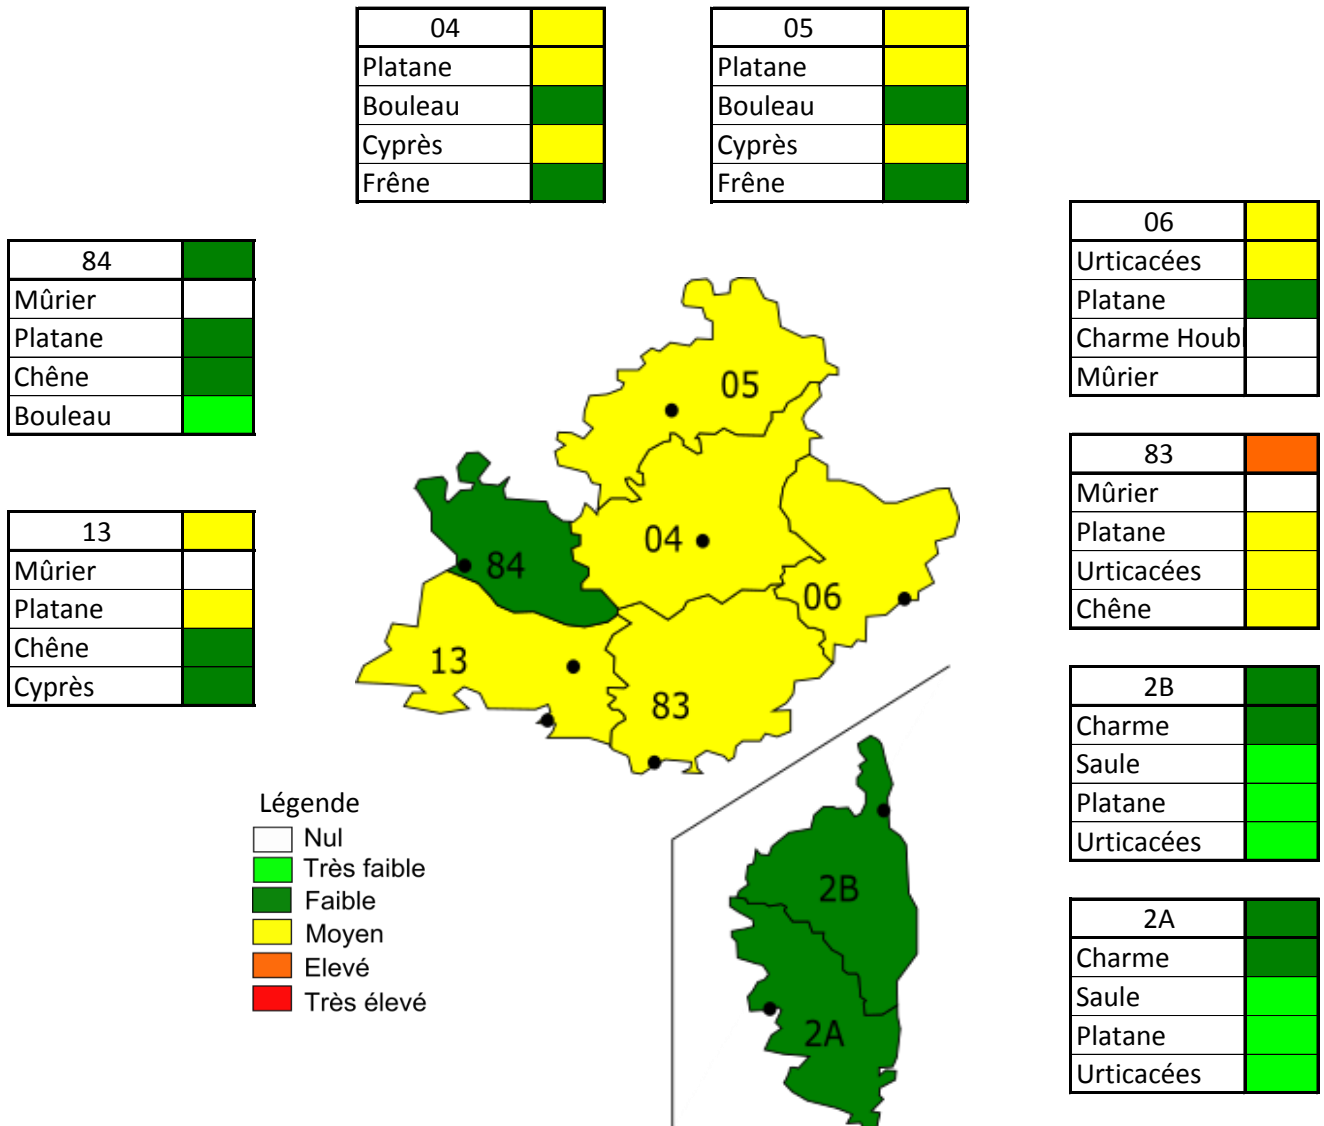 04
Platane
Bouleau
Cyprès
Frêne
05
Platane
Bouleau
Cyprès
Frêne
84
Mûrier
Platane
Chêne
Bouleau
06
Urticacées
Platane
Charme Houb
Mûrier
13
Mûrier
Platane
Chêne
Cyprès
83
Mûrier
Platane
Urticacées
Chêne
05
04
84
06
13
83
2B
2A
2B
Charme
Saule
Platane
Urticacées
2A
Charme
Saule
Platane
Urticacées
Légende
Nul
Très faible
Faible
Moyen
Elevé
Très élevé